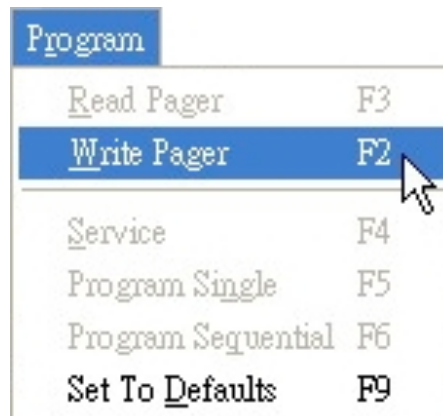 Program
Read Pager F3
Write Pager F2
Service F4
Program Single F5
Program Sequential F6
Set To Defaults F9